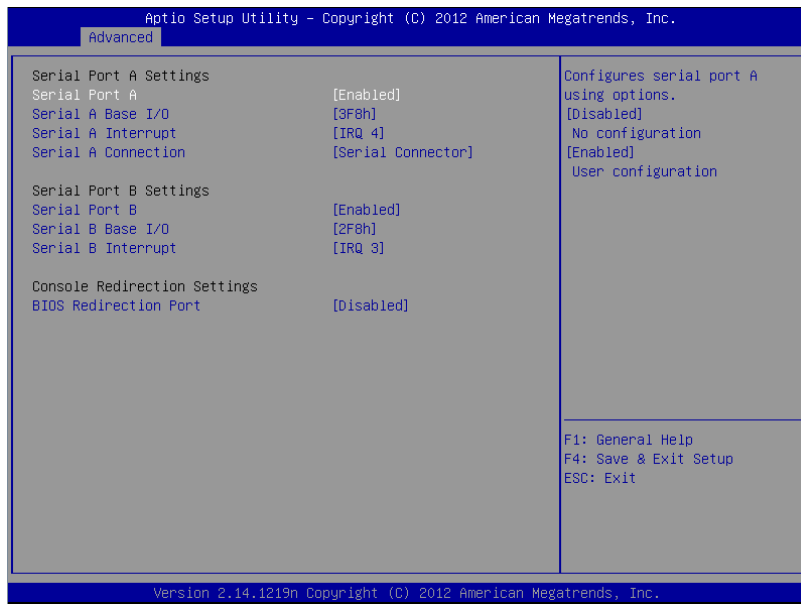 Aptio Setup Utility – Copyright (C) 2012 American Megatrends, Inc.
Advanced
Serial Port A Settings
Serial Port A [Enabled]
Serial A Base I/O [3F8h]
Serial A Interrupt [IRQ 4]
Serial A Connection [Serial Connector]
Serial Port B Settings
Serial Port B [Enabled]
Serial B Base I/O [2F8h]
Serial B Interrupt [IRQ 3]
Console Redirection Settings
BIOS Redirection Port [Disabled]
Configures serial port A
using options.
[Disabled]
No configuration
[Enabled]
User configuration
F1: General Help
F4: Save & Exit Setup
ESC: Exit
Version 2.14.1219n Copyright (C) 2012 American Megatrends, Inc.